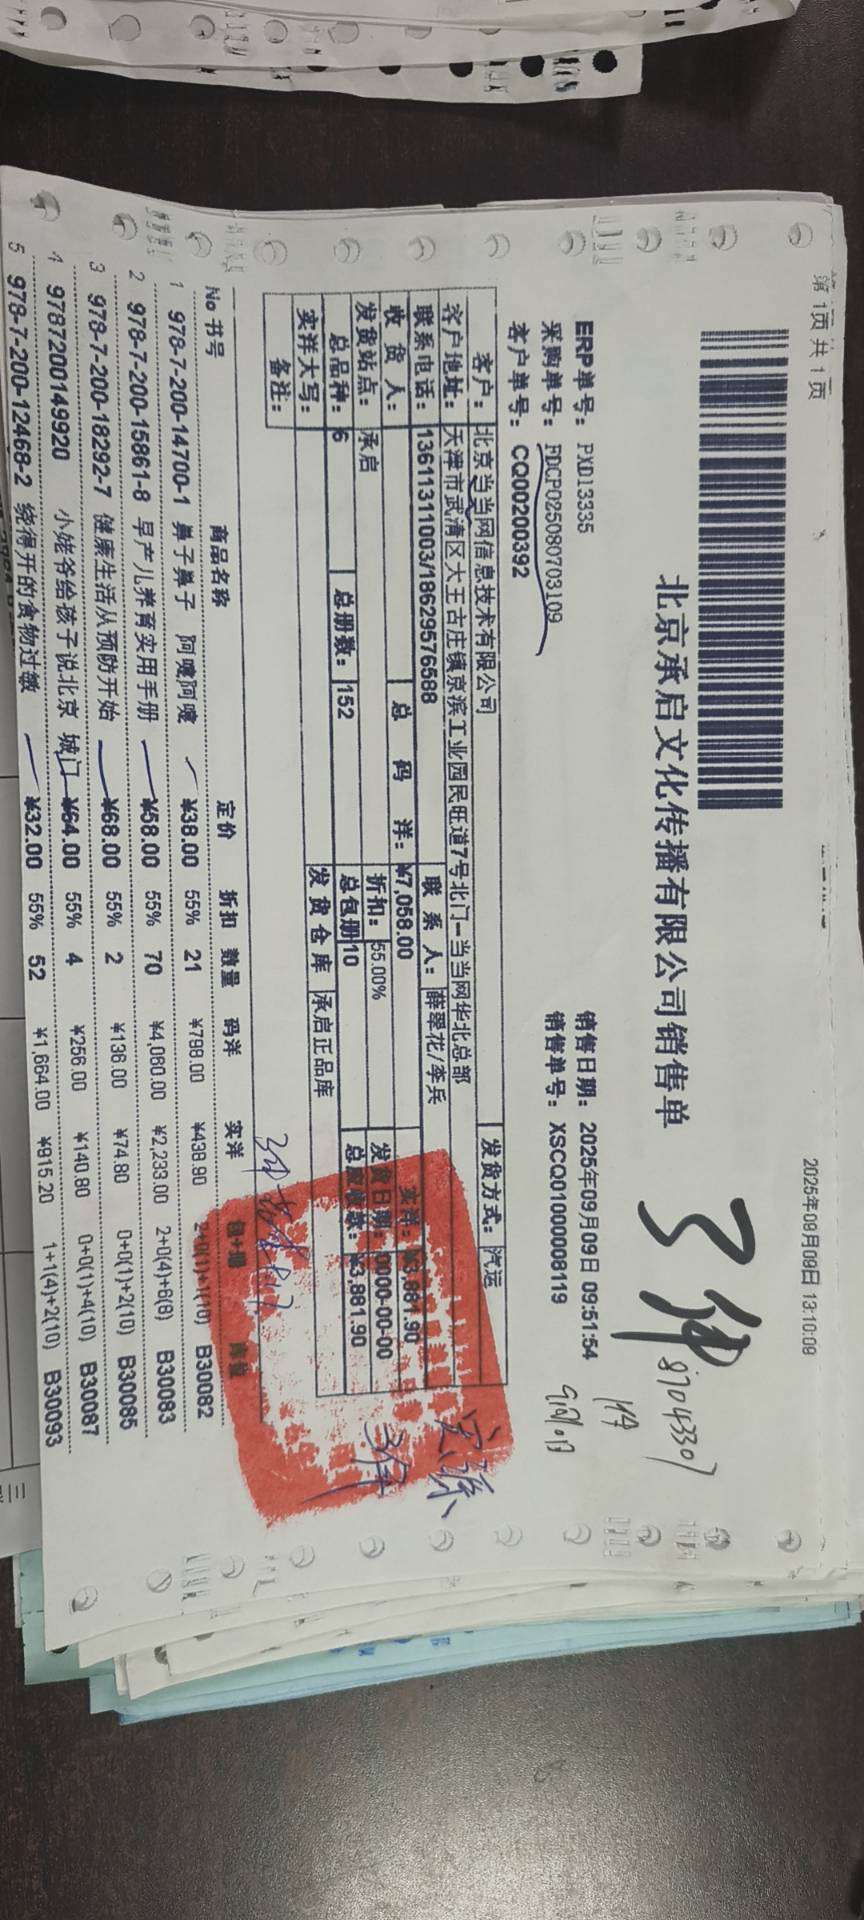 第 1页 共 1 页
2025年09月09日 13:10:09
北京承启文化传播有限公司销售单
87043307
ERP单号： PXD13335
销售日期： 2025年09月09日 09:51:54
采购单号： FDCP025080703109
销售单号： XSCQ01000008119
客户单号： CQ00200392
客户： 北京当当网信息技术有限公司 发货方式： 汽运
客户地址： 天津市武清区大王古庄镇京滨工业园民旺道7号北门—当当网华北总部
联系电话： 13611311003/18629576588 联 系 人： 薛翠花/李兵
收 货 人： 总 码 洋： ¥7,058.00 实洋： ¥3,881.90
发货站点： 承启 折扣： 55.00% 发货日期： 0000-00-00
总品种： 6 总册数： 152 总包册 10 总应收款： ¥3,881.90
实洋大写： 发 货 仓 库 承启正品库
备注：
No 书号 商品名称 定价 折扣 数量 码洋 实洋 包+册 库位
1 978-7-200-14700-1 鼻子鼻子 阿嚏阿嚏 ¥38.00 55% 21 ¥798.00 ¥438.90 2+0(1)+1(10) B30082
2 978-7-200-15861-8 早产儿养育实用手册 ¥58.00 55% 70 ¥4,060.00 ¥2,233.00 2+0(4)+6(8) B30083
3 978-7-200-18292-7 健康生活从预防开始 ¥68.00 55% 2 ¥136.00 ¥74.80 0+0(1)+2(10) B30085
4 9787200149920 小姥爷给孩子说北京 城门 ¥64.00 55% 4 ¥256.00 ¥140.80 0+0(1)+4(10) B30087
5 978-7-200-12468-2 绕得开的食物过敏 ¥32.00 55% 52 ¥1,664.00 ¥915.20 1+1(4)+2(10) B30093